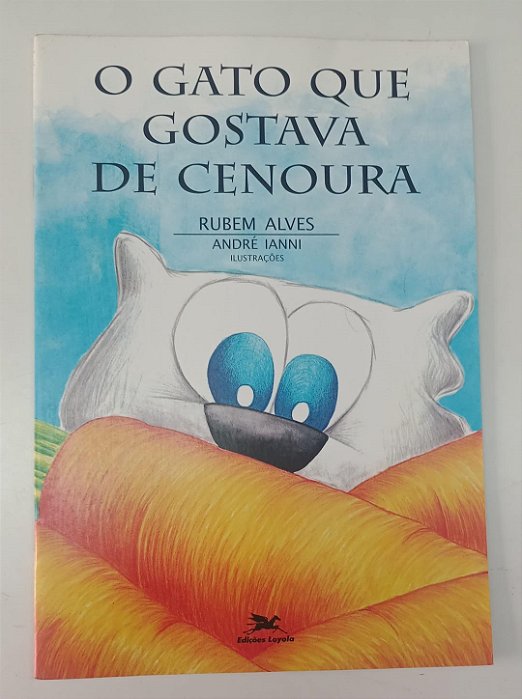 O GATO QUE
GOSTAVA
DE CENOURA
RUBEM ALVES
ANDRÉ IANNI
ILUSTRAÇÕES
Edições Loyola